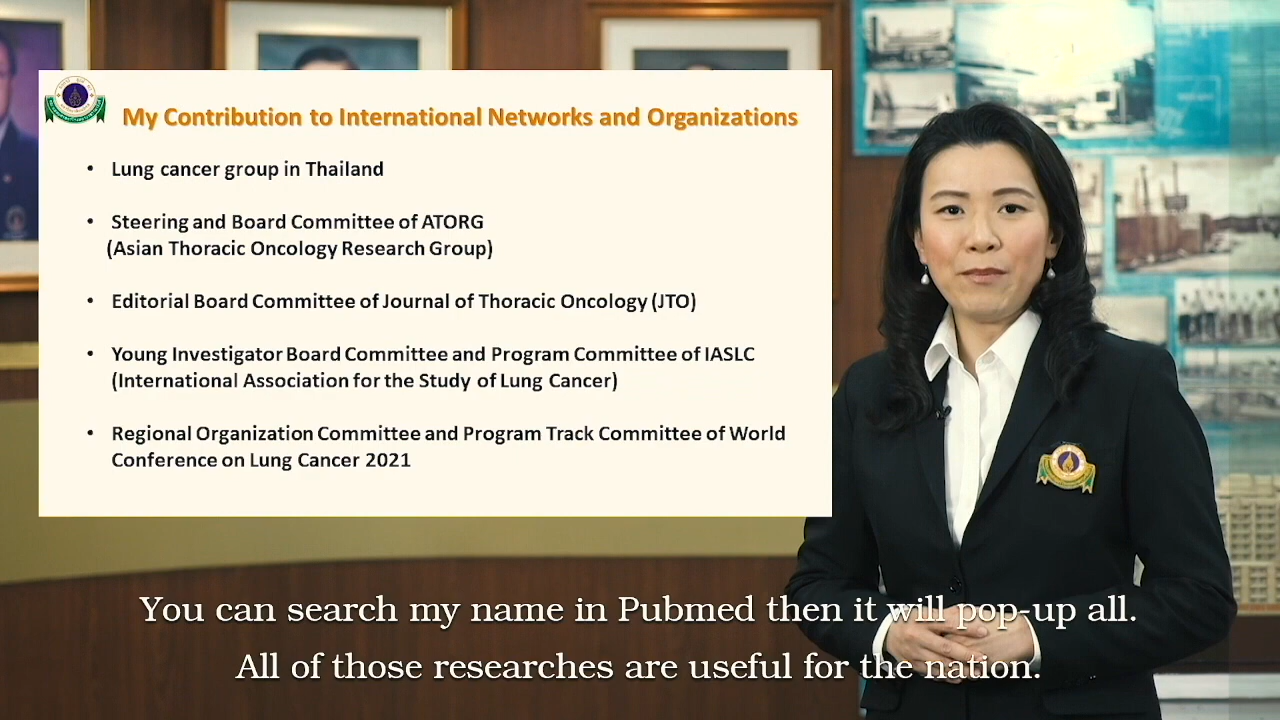 My Contribution to International Networks and Organizations
• Lung cancer group in Thailand
• Steering and Board Committee of ATORG
(Asian Thoracic Oncology Research Group)
• Editorial Board Committee of Journal of Thoracic Oncology (JTO)
• Young Investigator Board Committee and Program Committee of IASLC
(International Association for the Study of Lung Cancer)
• Regional Organization Committee and Program Track Committee of World
Conference on Lung Cancer 2021
You can search my name in Pubmed then it will pop-up all.
All of those researches are useful for the nation.